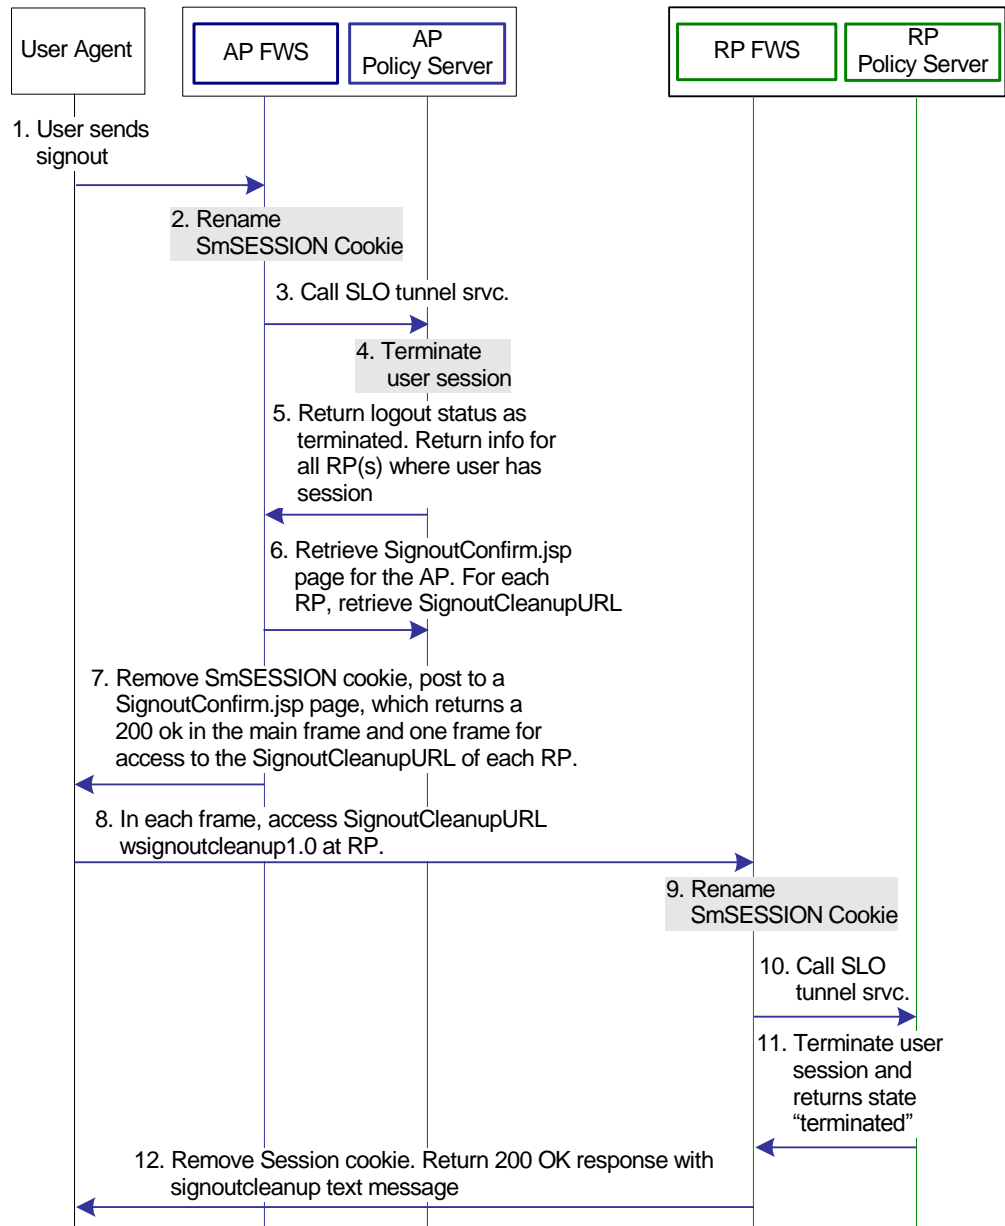 User Agent
AP FWS
AP
Policy Server
RP FWS
RP
Policy Server
1. User sends
signout
2. Rename
SmSESSION Cookie
3. Call SLO tunnel srvc.
4. Terminate
user session
5. Return logout status as
terminated. Return info for
all RP(s) where user has
session
6. Retrieve SignoutConfirm.jsp
page for the AP. For each
RP, retrieve SignoutCleanupURL
7. Remove SmSESSION cookie, post to a
SignoutConfirm.jsp page, which returns a
200 ok in the main frame and one frame for
access to the SignoutCleanupURL of each RP.
8. In each frame, access SignoutCleanupURL
wsignoutcleanup1.0 at RP.
9. Rename
SmSESSION Cookie
10. Call SLO
tunnel srvc.
11. Terminate user
session and
returns state
“terminated”
12. Remove Session cookie. Return 200 OK response with
signoutcleanup text message